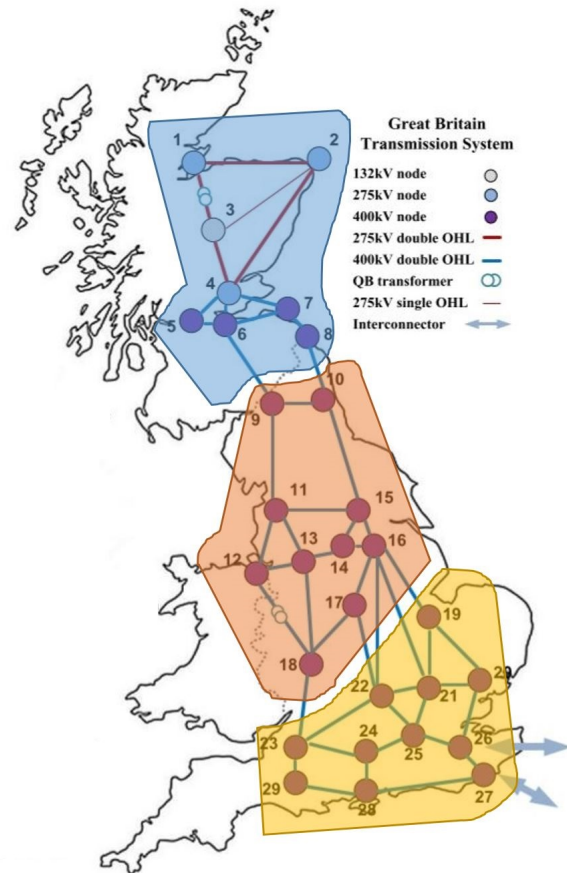 Great Britain
Transmission System
132kV node
275kV node
400kV node
275kV double OHL
400kV double OHL
QB transformer
275kV single OHL
Interconnector
1
2
3
4
5
6
7
8
9
10
11
12
13
14
15
16
17
18
19
20
21
22
23
24
25
26
27
28
29